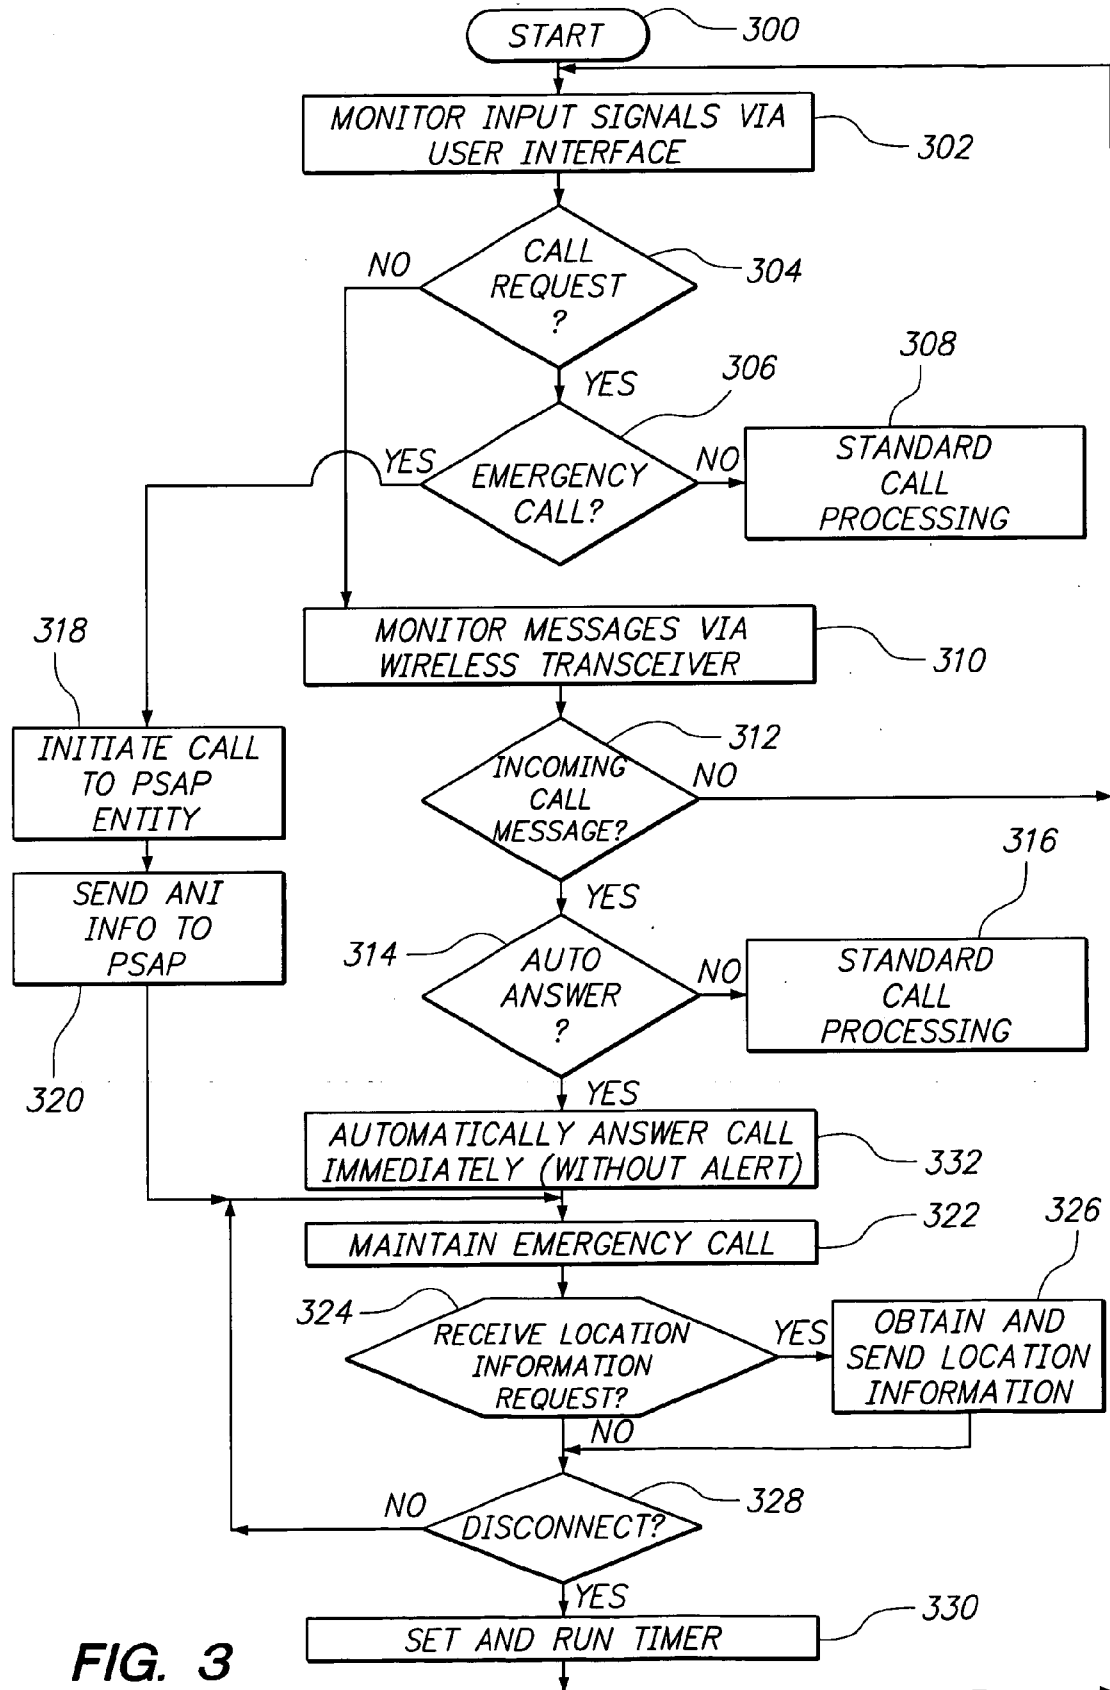 START
300
MONITOR INPUT SIGNALS VIA
USER INTERFACE
302
CALL
REQUEST
?
304
NO
YES
306
308
EMERGENCY
CALL?
YES
NO
STANDARD
CALL
PROCESSING
MONITOR MESSAGES VIA
WIRELESS TRANSCEIVER
310
318
INITIATE CALL
TO PSAP
ENTITY
INCOMING
CALL
MESSAGE?
312
NO
YES
SEND ANI
INFO TO
PSAP
320
314
AUTO
ANSWER
?
NO
316
STANDARD
CALL
PROCESSING
YES
AUTOMATICALLY ANSWER CALL
IMMEDIATELY (WITHOUT ALERT)
332
MAINTAIN EMERGENCY CALL
322
324
RECEIVE LOCATION
INFORMATION
REQUEST?
YES
326
OBTAIN AND
SEND LOCATION
INFORMATION
NO
DISCONNECT?
328
NO
YES
SET AND RUN TIMER
330
FIG. 3